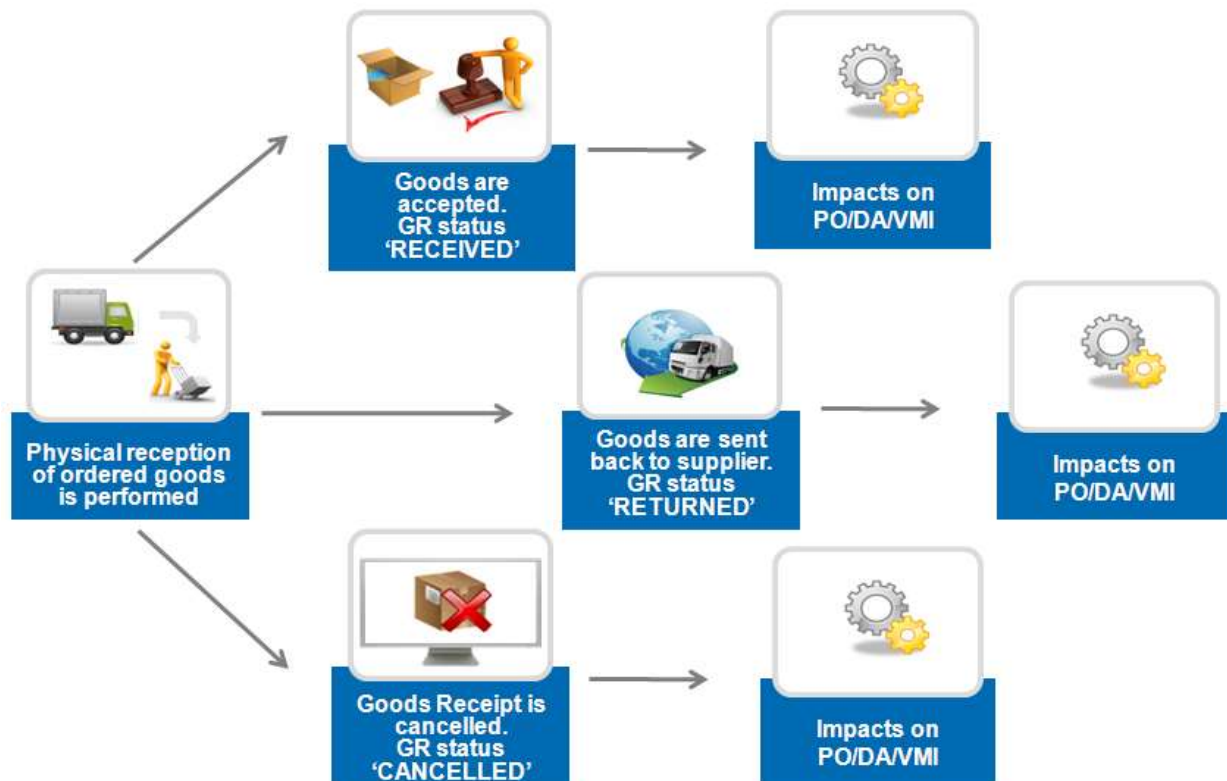 Goods are
accepted.
GR status
‘RECEIVED’
Impacts on
PO/DA/VMI
Physical reception
of ordered goods
is performed
Goods are sent
back to supplier.
GR status
‘RETURNED’
Impacts on
PO/DA/VMI
Goods Receipt is
cancelled.
GR status
‘CANCELLED’
Impacts on
PO/DA/VMI